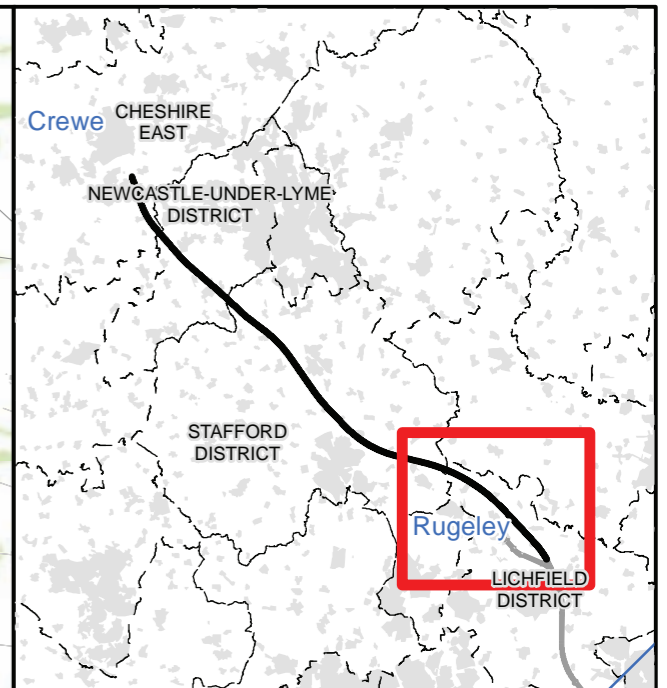 Crewe
CHESHIRE
EAST
NEWCASTLE-UNDER-LYME
DISTRICT
STAFFORD
DISTRICT
Rugeley
LICHFIELD
DISTRICT